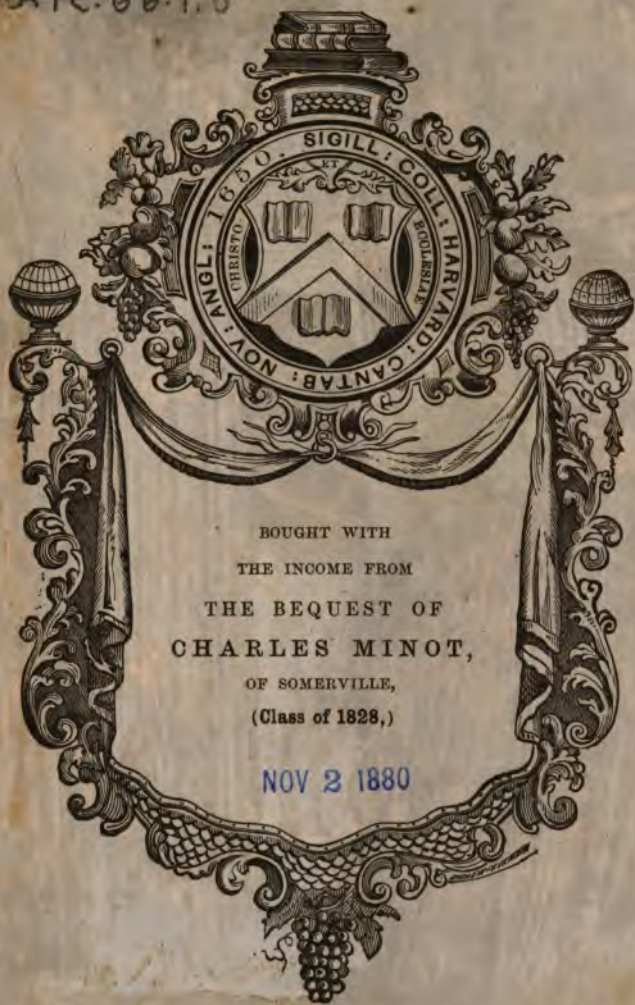 SIGILL: COLL: HARVARD: CANTAB: NOV: ANGL: 1650.
ET
CHRISTO
ECCLESIAE
BOUGHT WITH
THE INCOME FROM
THE BEQUEST OF
CHARLES MINOT,
OF SOMERVILLE,
(Class of 1828,)
NOV 2 1880